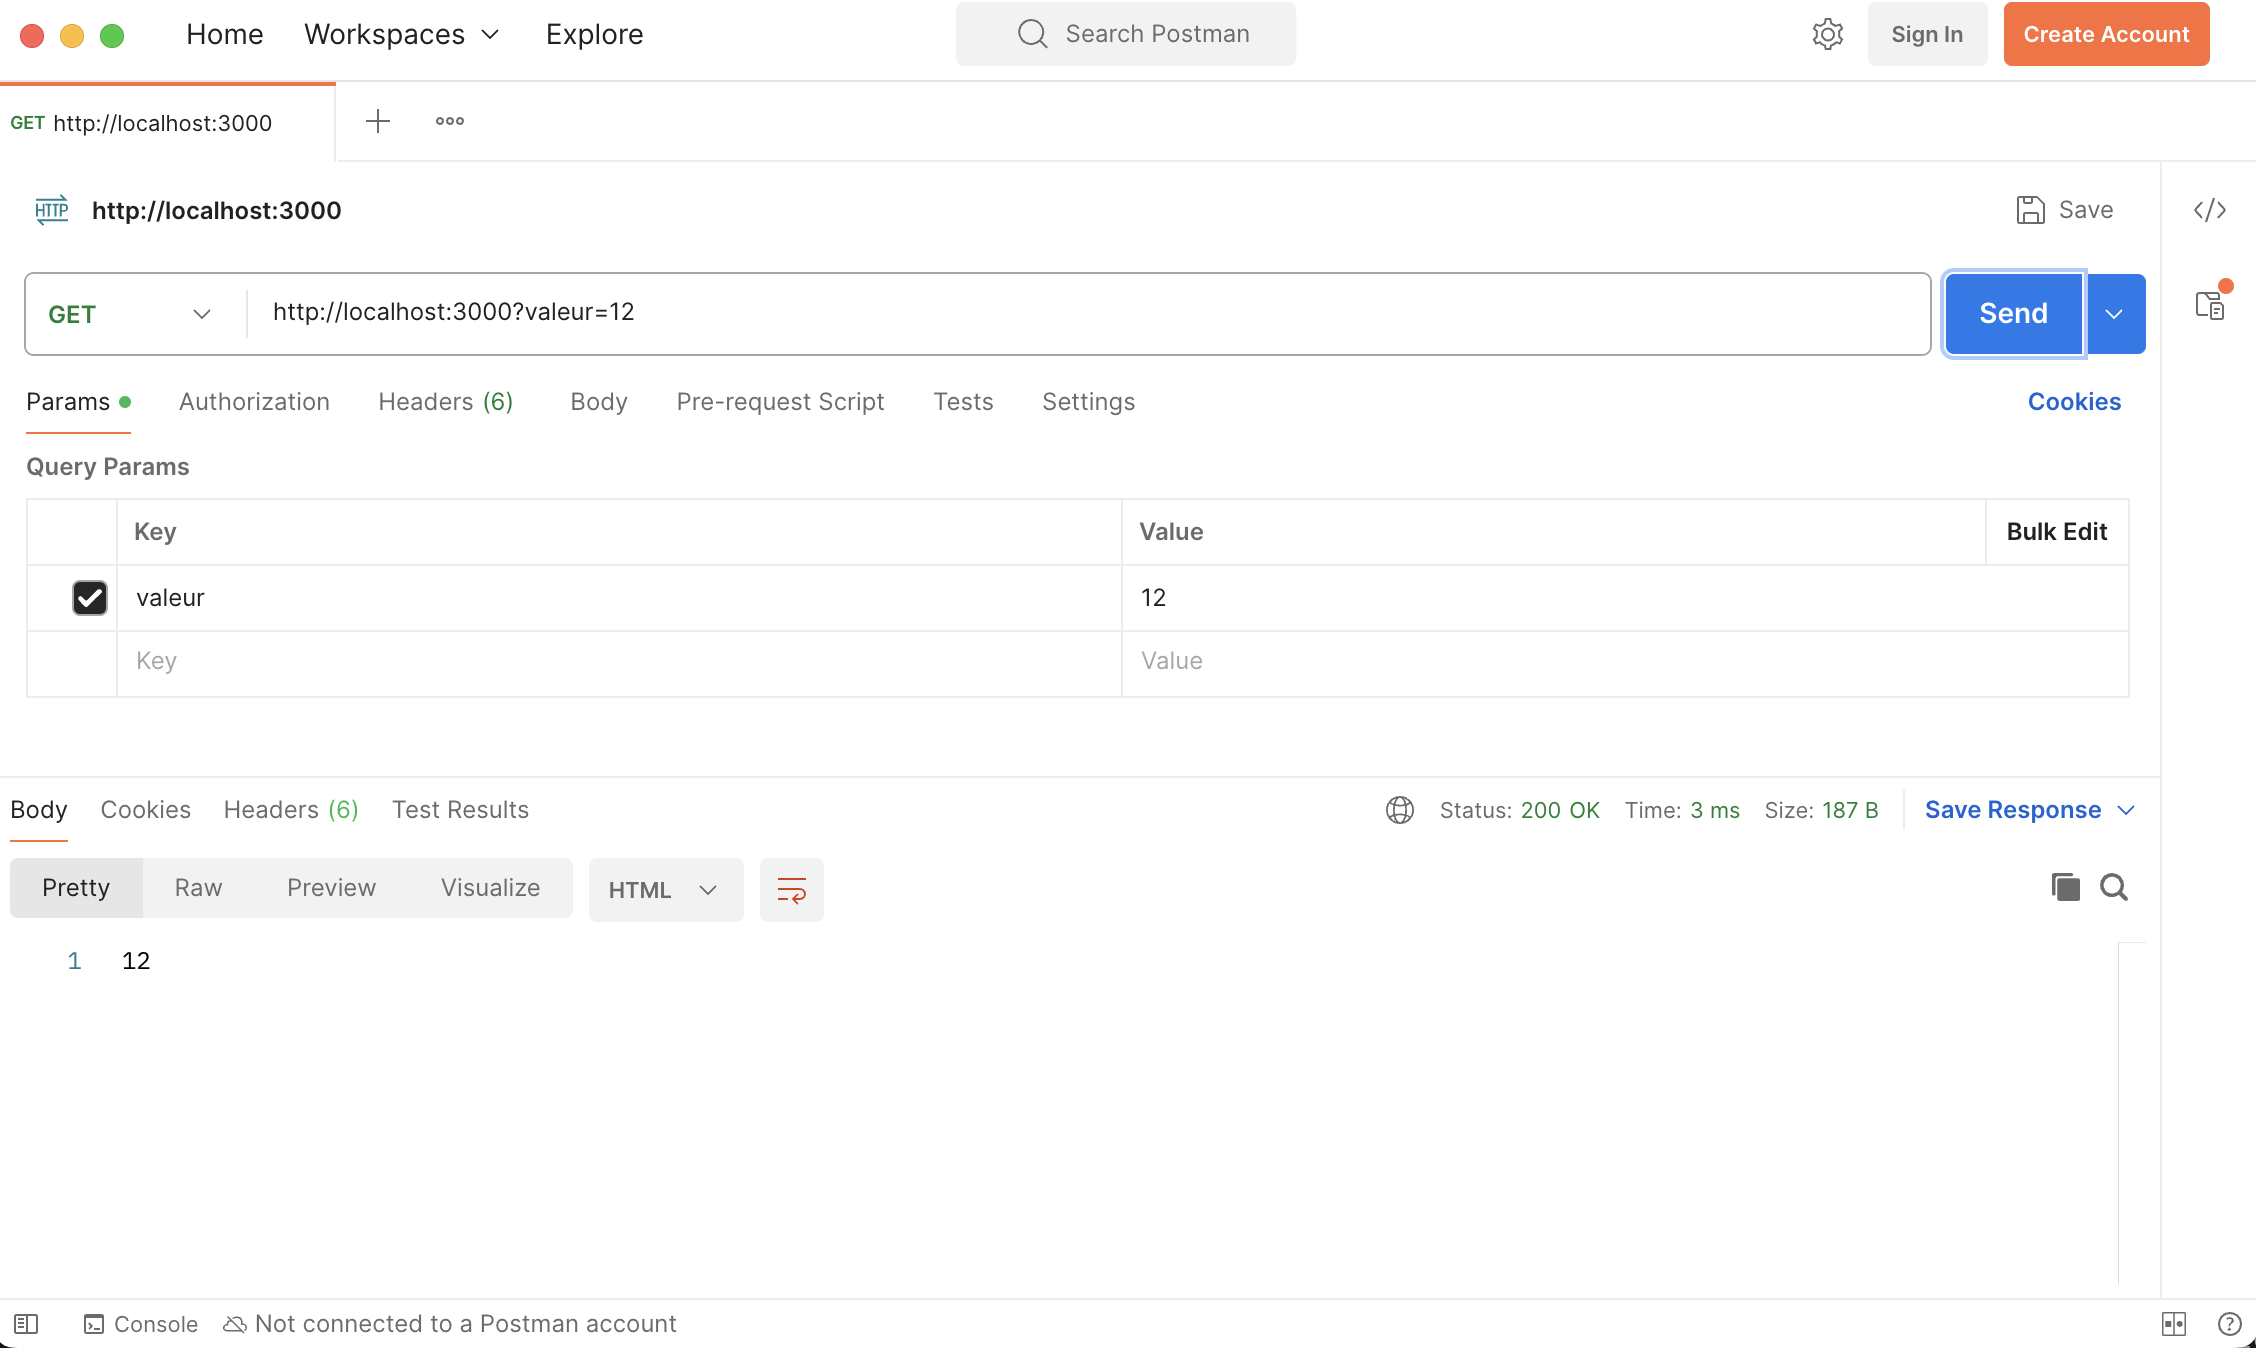 Home Workspaces Explore Search Postman Sign In Create Account
GET http://localhost:3000
HTTP http://localhost:3000 Save
GET http://localhost:3000?valeur=12 Send
Params Authorization Headers (6) Body Pre-request Script Tests Settings Cookies
Query Params
Key Value Bulk Edit
valeur 12
Key Value
Body Cookies Headers (6) Test Results Status: 200 OK Time: 3 ms Size: 187 B Save Response
Pretty Raw Preview Visualize HTML
1 12
Console Not connected to a Postman account